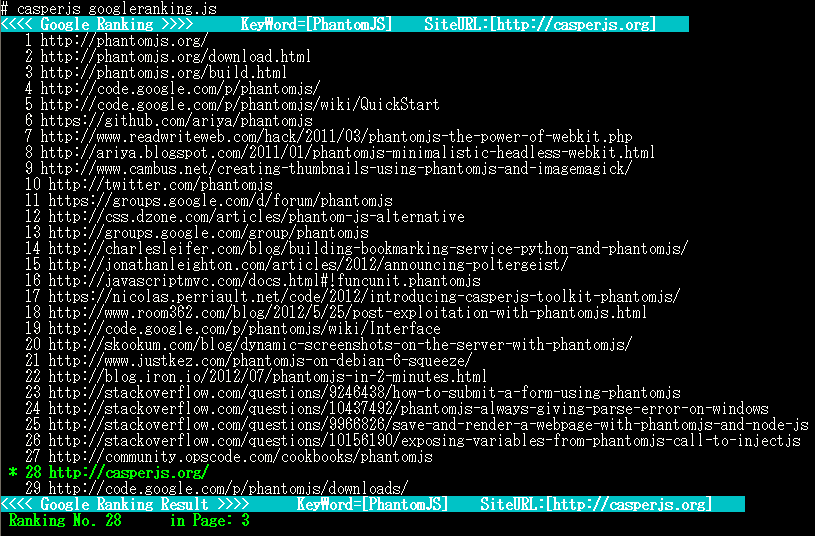 # casperjs googleranking.js
<<<< Google Ranking >>>> KeyWord=[PhantomJS] SiteURL:[http://casperjs.org]
1 http://phantomjs.org/
2 http://phantomjs.org/download.html
3 http://phantomjs.org/build.html
4 http://code.google.com/p/phantomjs/
5 http://code.google.com/p/phantomjs/wiki/QuickStart
6 https://github.com/ariya/phantomjs
7 http://www.readwriteweb.com/hack/2011/03/phantomjs-the-power-of-webkit.php
8 http://ariya.blogspot.com/2011/01/phantomjs-minimalistic-headless-webkit.html
9 http://www.cambus.net/creating-thumbnails-using-phantomjs-and-imagemagick/
10 http://twitter.com/phantomjs
11 https://groups.google.com/d/forum/phantomjs
12 http://css.dzone.com/articles/phantom-js-alternative
13 http://groups.google.com/group/phantomjs
14 http://charlesleifer.com/blog/building-bookmarking-service-python-and-phantomjs/
15 http://jonathanleighton.com/articles/2012/announcing-poltergeist/
16 http://javascriptmvc.com/docs.html#!funcunit.phantomjs
17 https://nicolas.perriault.net/code/2012/introducing-casperjs-toolkit-phantomjs/
18 http://www.room362.com/blog/2012/5/25/post-exploitation-with-phantomjs.html
19 http://code.google.com/p/phantomjs/wiki/Interface
20 http://skookum.com/blog/dynamic-screenshots-on-the-server-with-phantomjs/
21 http://www.justkez.com/phantomjs-on-debian-6-squeeze/
22 http://blog.iron.io/2012/07/phantomjs-in-2-minutes.html
23 http://stackoverflow.com/questions/9246438/how-to-submit-a-form-using-phantomjs
24 http://stackoverflow.com/questions/10437492/phantomjs-always-giving-parse-error-on-windows
25 http://stackoverflow.com/questions/9966826/save-and-render-a-webpage-with-phantomjs-and-node-js
26 http://stackoverflow.com/questions/10156190/exposing-variables-from-phantomjs-call-to-injectjs
27 http://community.opscode.com/cookbooks/phantomjs
* 28 http://casperjs.org/
29 http://code.google.com/p/phantomjs/downloads/
<<<< Google Ranking Result >>>> KeyWord=[PhantomJS] SiteURL:[http://casperjs.org]
Ranking No. 28 in Page: 3